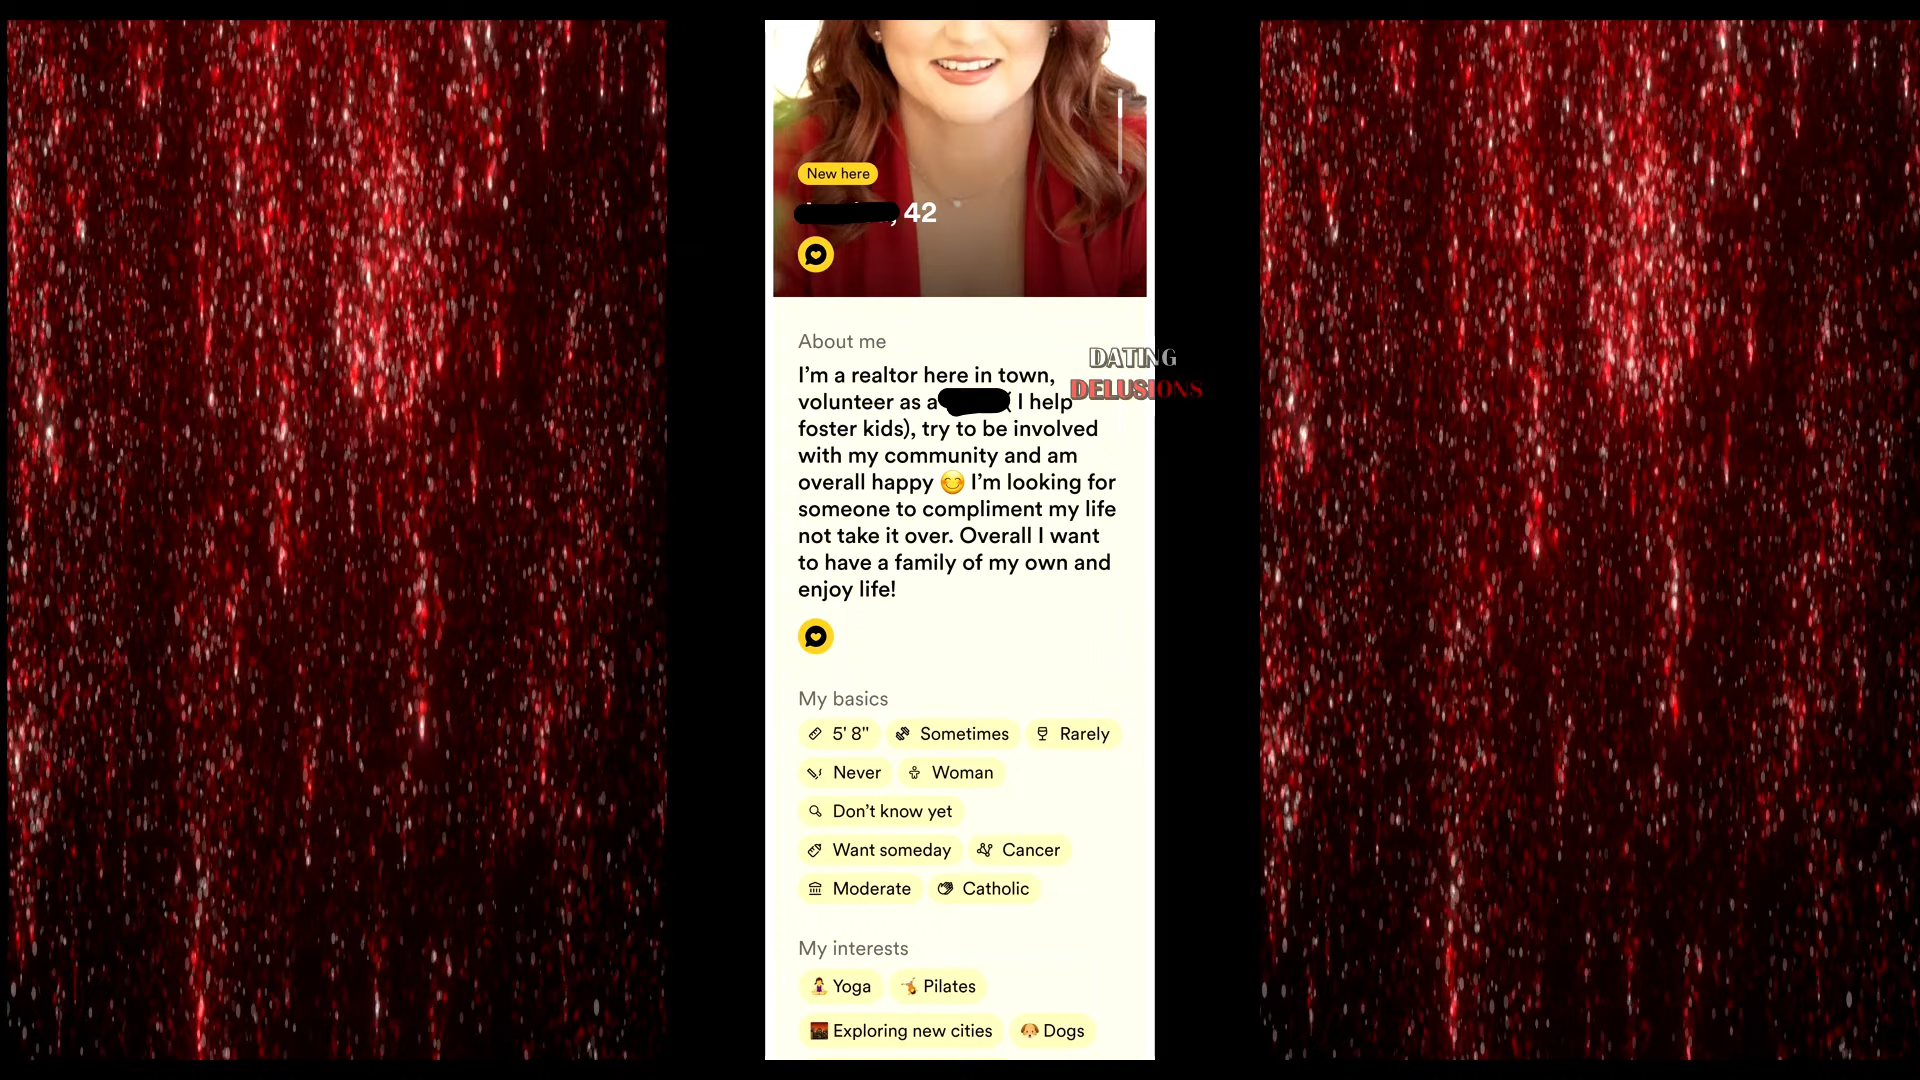 New here
, 42
About me
I'm a realtor here in town,
volunteer as a ( I help
foster kids), try to be involved
with my community and am
overall happy 😊 I'm looking for
someone to compliment my life
not take it over. Overall I want
to have a family of my own and
enjoy life!
DATING
DELUSIONS
My basics
5' 8"
Sometimes
Rarely
Never
Woman
Don't know yet
Want someday
Cancer
Moderate
Catholic
My interests
Yoga
Pilates
Exploring new cities
Dogs